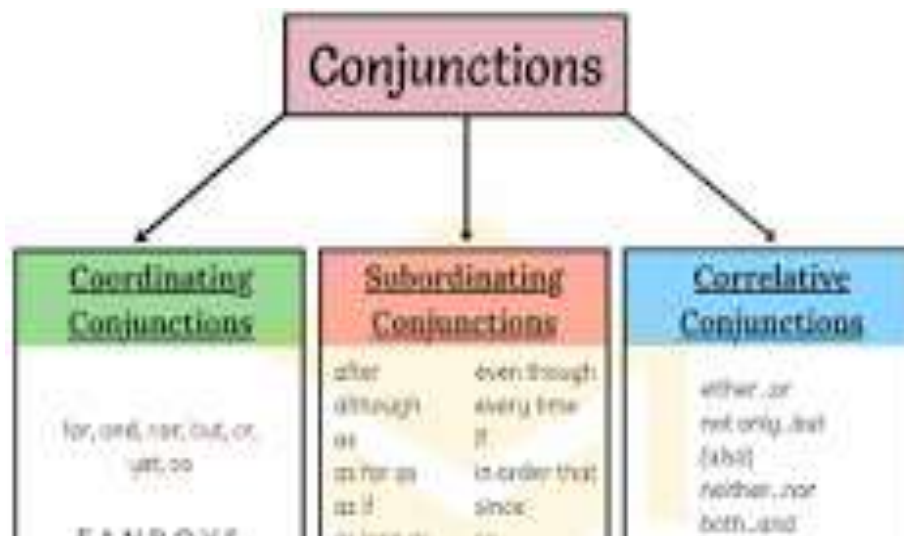 Conjunctions
Coordinating
Conjunctions
for, and, nor, but, or,
yet, so
FANBOYS
Subordinating
Conjunctions
after
although
as
as far as
as if
even though
every time
if
in order that
since
Correlative
Conjunctions
either..or
not only..but
(also)
neither..nor
both..and